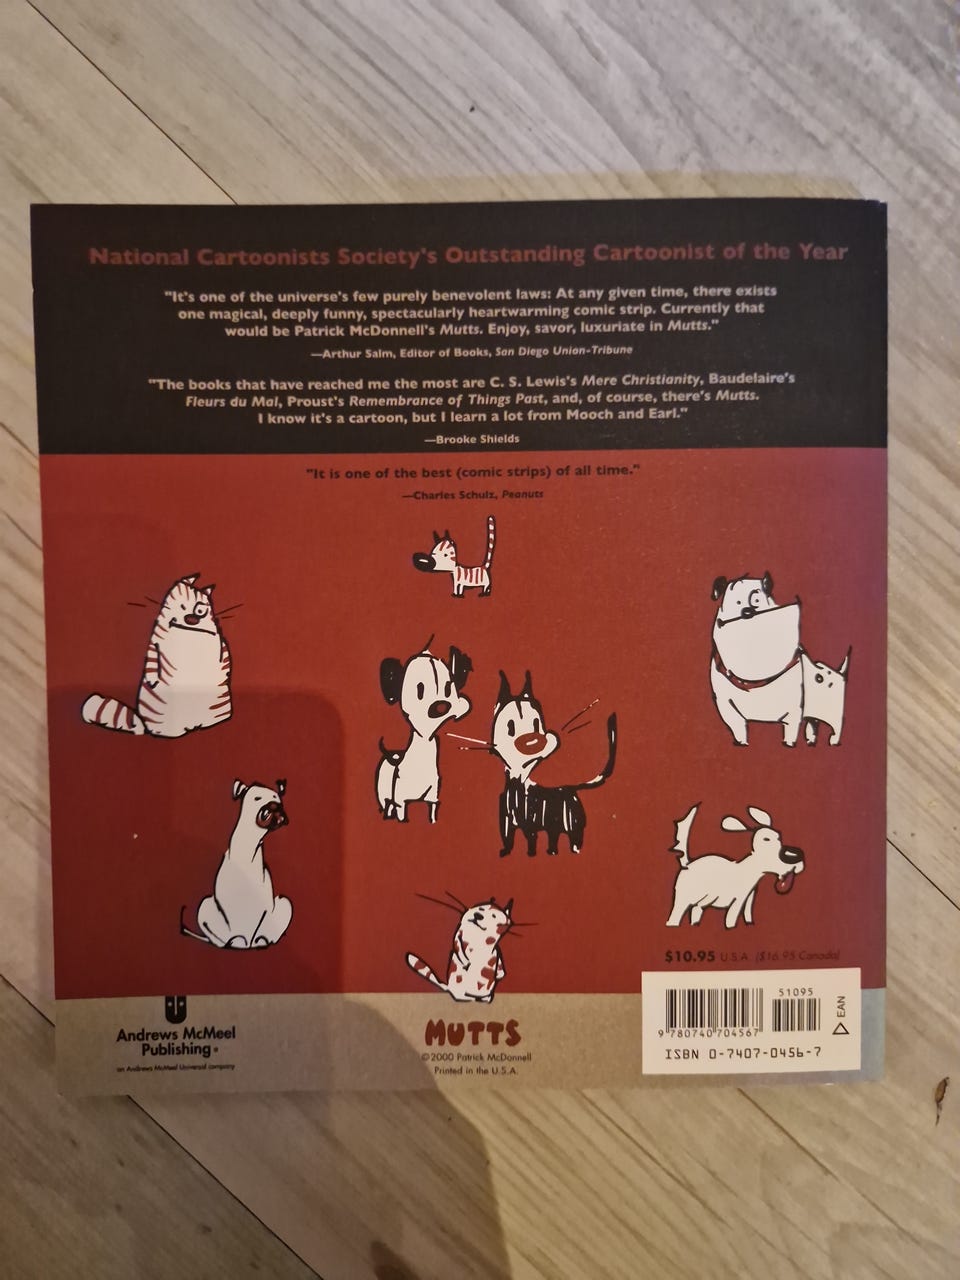 National Cartoonists Society's Outstanding Cartoonist of the Year
"It's one of the universe's few purely benevolent laws: At any given time, there exists
one magical, deeply funny, spectacularly heartwarming comic strip. Currently that
would be Patrick McDonnell's Mutts. Enjoy, savor, luxuriate in Mutts."
—Arthur Salm, Editor of Books, San Diego Union-Tribune
"The books that have reached me the most are C. S. Lewis's Mere Christianity, Baudelaire's
Fleurs du Mal, Proust's Remembrance of Things Past, and, of course, there's Mutts.
I know it's a cartoon, but I learn a lot from Mooch and Earl."
—Brooke Shields
"It is one of the best (comic strips) of all time."
—Charles Schulz, Peanuts
$10.95 U.S.A. ($16.95 Canada)
51095
EAN
9 780740 704567
ISBN 0-7407-0456-7
Andrews McMeel
Publishing®
an Andrews McMeel Universal company
MUTTS
©2000 Patrick McDonnell
Printed in the U.S.A.